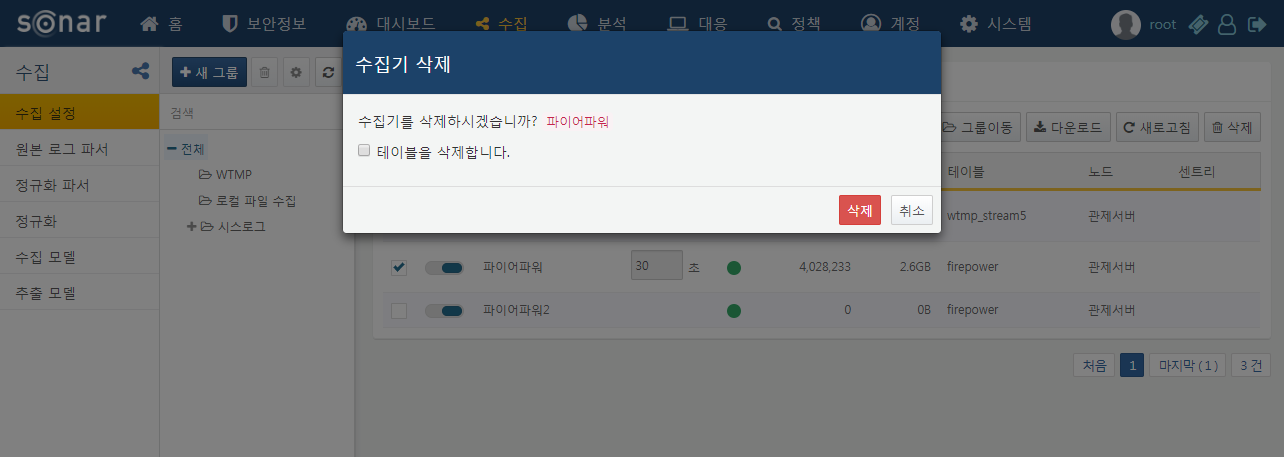 sonar 홈 보안정보 대시보드 수집 분석 대응 정책 계정 시스템 root
수집
새 그룹
수집 설정
원본 로그 파서
정규화 파서
정규화
수집 모델
추출 모델
검색
전체
WTMP
로컬 파일 수집
시스로그
수집기 삭제
수집기를 삭제하시겠습니까? 파이어파워
테이블을 삭제합니다.
삭제 취소
그룹이동 다운로드 새로고침 삭제
테이블 노드 센트리
wtmp_stream5 관제서버
파이어파워 30 초 4,028,233 2.6GB firepower 관제서버
파이어파워2 0 0B firepower 관제서버
처음 1 마지막 ( 1 ) 3 건